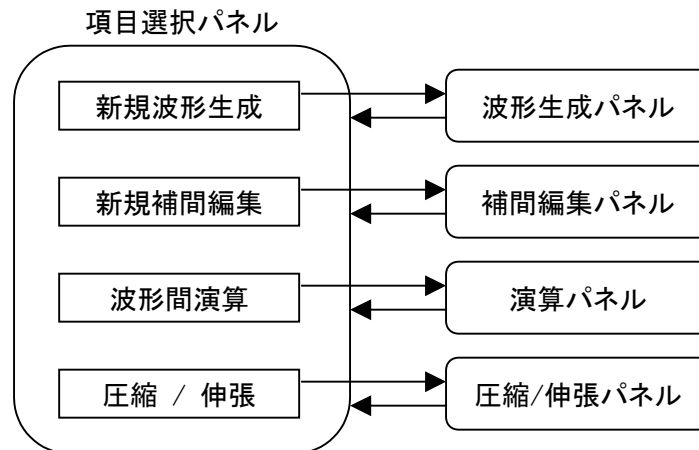 項目選択パネル
新規波形生成
波形生成パネル
新規補間編集
補間編集パネル
波形間演算
演算パネル
圧縮 / 伸張
圧縮/伸張パネル